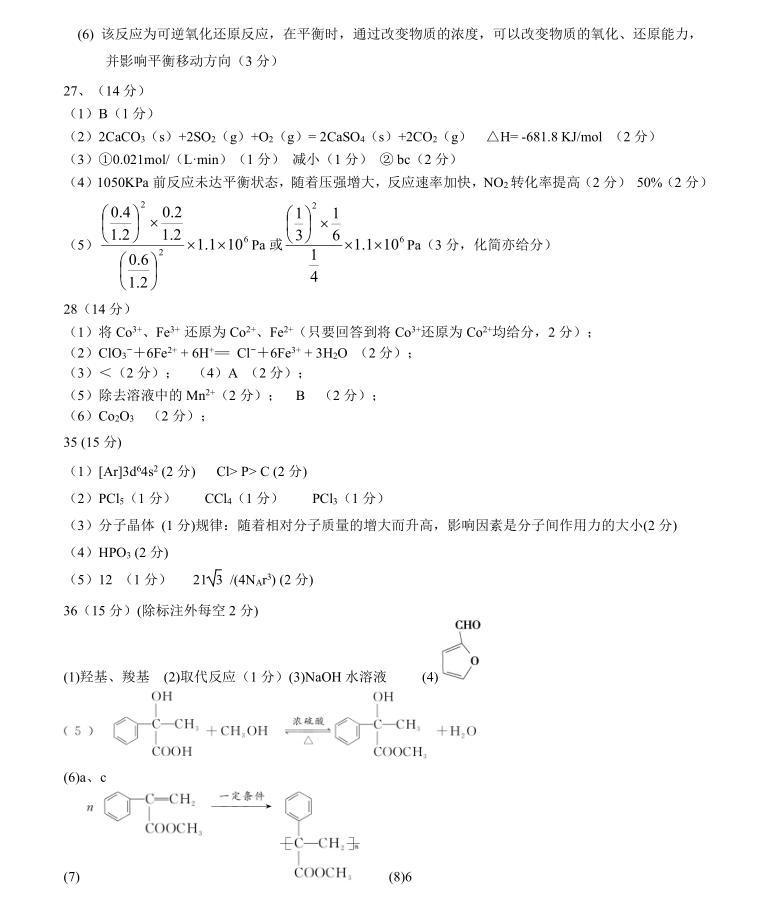 (6) 该反应为可逆氧化还原反应，在平衡时，通过改变物质的浓度，可以改变物质的氧化、还原能力，
并影响平衡移动方向（3 分）
27、（14 分）
（1）B（1 分）
（2）2CaCO₃（s）+2SO₂（g）+O₂（g）= 2CaSO₄（s）+2CO₂（g） △H= -681.8 KJ/mol （2 分）
（3）①0.021mol/（L·min）（1 分） 减小（1 分） ② bc（2 分）
（4）1050KPa 前反应未达平衡状态，随着压强增大，反应速率加快，NO₂ 转化率提高（2 分） 50%（2 分）
（5） ((0.4/1.2)² × 0.2/1.2)/(0.6/1.2)² ×1.1×10⁶ Pa 或 ((1/3)² × 1/6)/(1/4) ×1.1×10⁶ Pa（3 分，化简亦给分）
28（14 分）
（1）将 Co³⁺、Fe³⁺ 还原为 Co²⁺、Fe²⁺（只要回答到将 Co³⁺还原为 Co²⁺均给分，2 分）；
（2）ClO₃⁻＋6Fe²⁺ + 6H⁺＝ Cl⁻＋6Fe³⁺ + 3H₂O （2 分）；
（3）＜（2 分）； （4）A （2 分）；
（5）除去溶液中的 Mn²⁺（2 分）； B （2 分）；
（6）Co₂O₃ （2 分）；
35 (15 分)
（1）[Ar]3d⁶4s² (2 分) Cl> P> C (2 分)
（2）PCl₅（1 分） CCl₄（1 分） PCl₃（1 分）
（3）分子晶体 (1 分)规律：随着相对分子质量的增大而升高，影响因素是分子间作用力的大小(2 分)
（4）HPO₃ (2 分)
（5）12 （1 分） 21√3 /(4N_Ar³) (2 分)
36（15 分）(除标注外每空 2 分)
CHO
O
(1)羟基、羧基 (2)取代反应（1 分）(3)NaOH 水溶液 (4)
OH OH
（5） C—CH₃ ＋CH₃OH 浓硫酸 △ C—CH₃ ＋H₂O
COOH COOCH₃
(6)a、c
n C═CH₂ 一定条件
COOCH₃
[C—CH₂]ₙ
COOCH₃
(7) (8)6